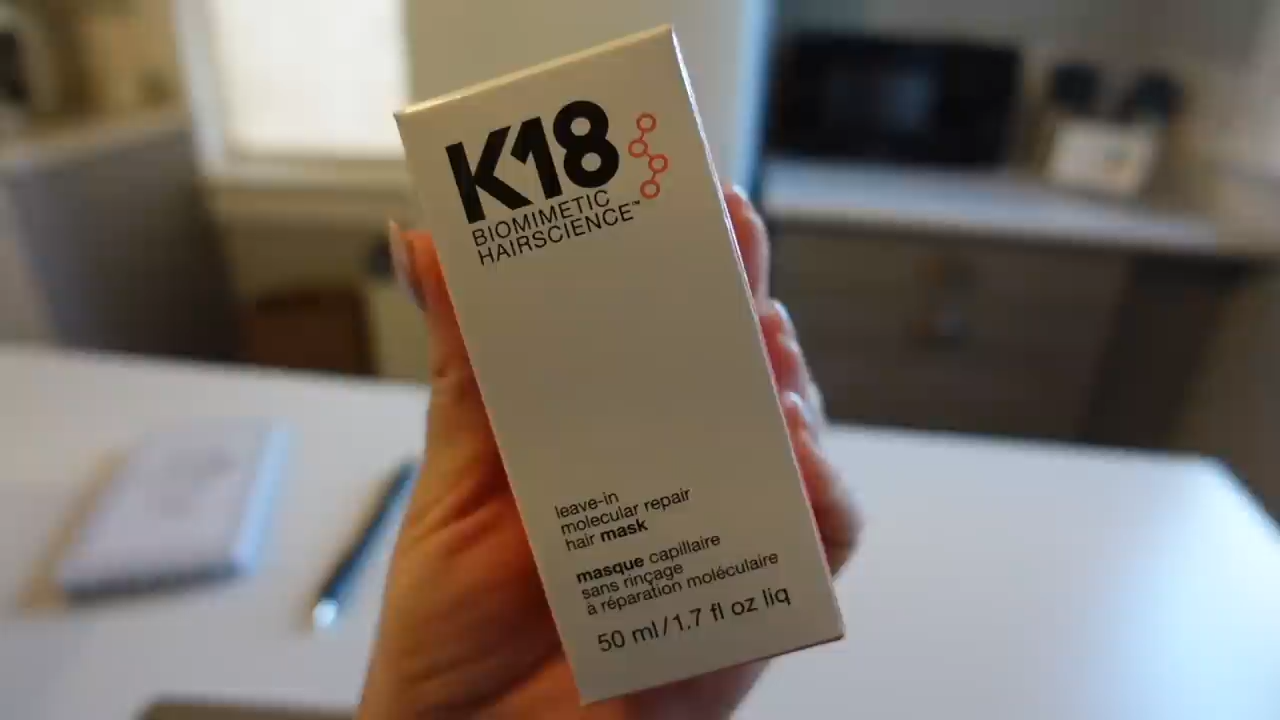 K18
BIOMIMETIC
HAIRSCIENCE™
leave-in
molecular repair
hair mask
masque capillaire
sans rinçage
à réparation moléculaire
50 ml/1.7 fl oz liq